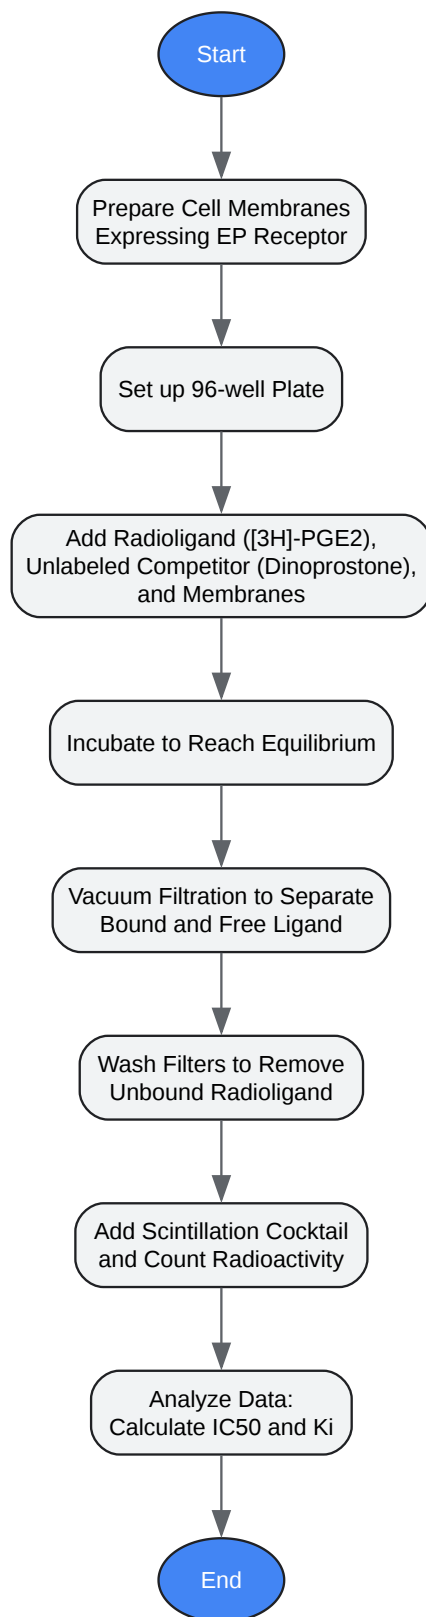 Start
Prepare Cell Membranes
Expressing EP Receptor
Set up 96-well Plate
Add Radioligand ([3H]-PGE2),
Unlabeled Competitor (Dinoprostone),
and Membranes
Incubate to Reach Equilibrium
Vacuum Filtration to Separate
Bound and Free Ligand
Wash Filters to Remove
Unbound Radioligand
Add Scintillation Cocktail
and Count Radioactivity
Analyze Data:
Calculate IC50 and Ki
End